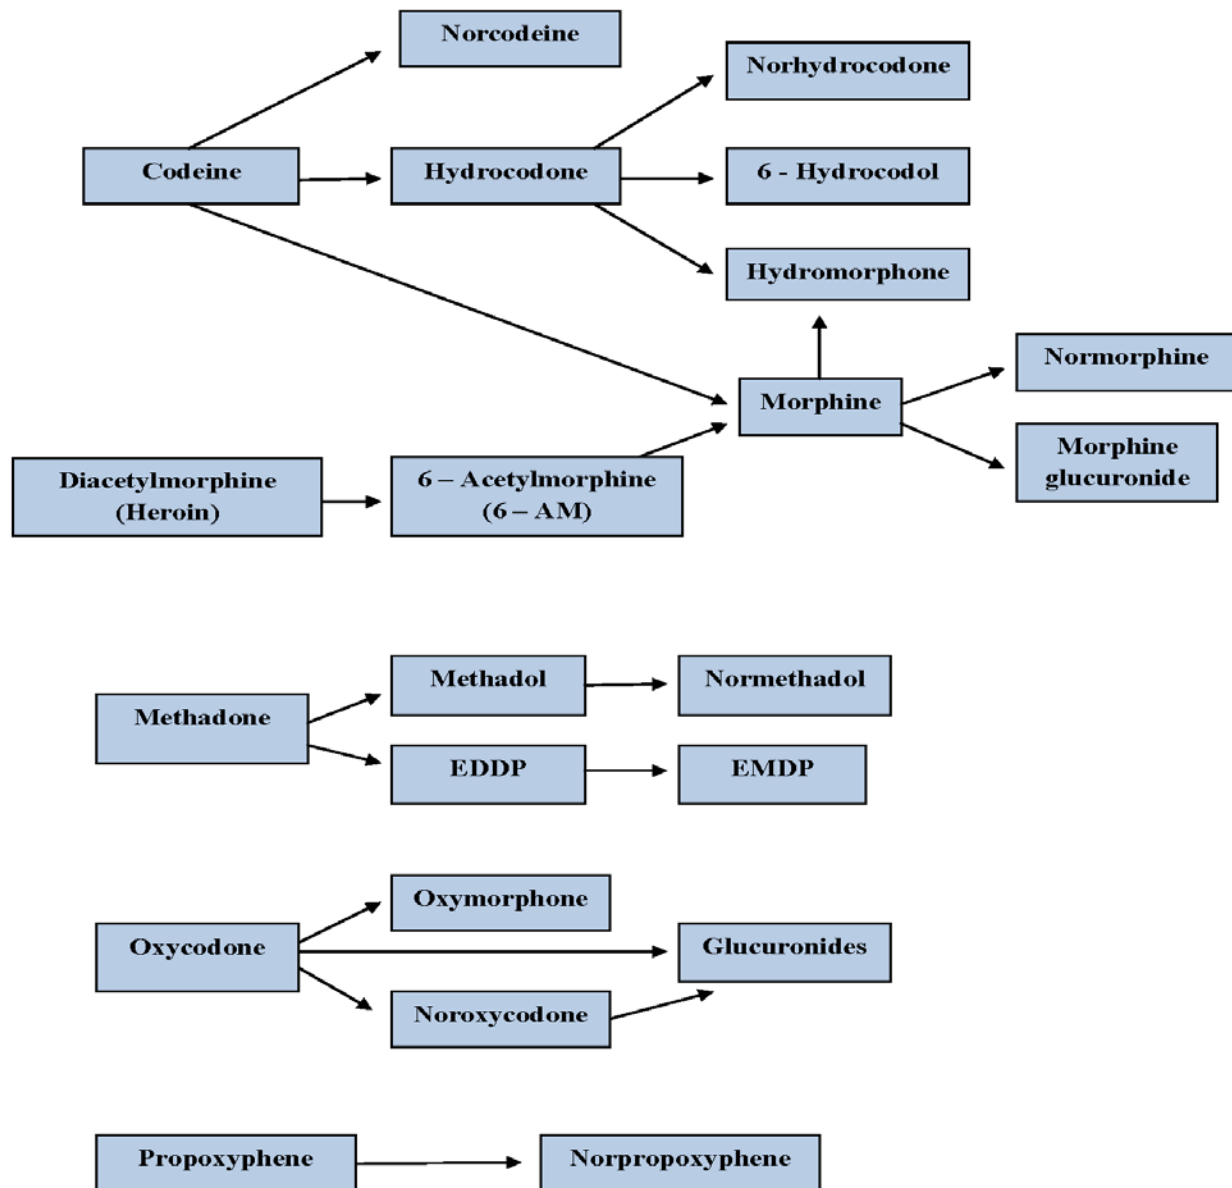 Norcodeine
Norhydrocodone
Codeine
Hydrocodone
6 - Hydrocodol
Hydromorphone
Normorphine
Morphine
Morphine
glucuronide
Diacetylmorphine
(Heroin)
6 – Acetylmorphine
(6 – AM)
Methadol
Normethadol
Methadone
EDDP
EMDP
Oxymorphone
Oxycodone
Glucuronides
Noroxycodone
Propoxyphene
Norpropoxyphene